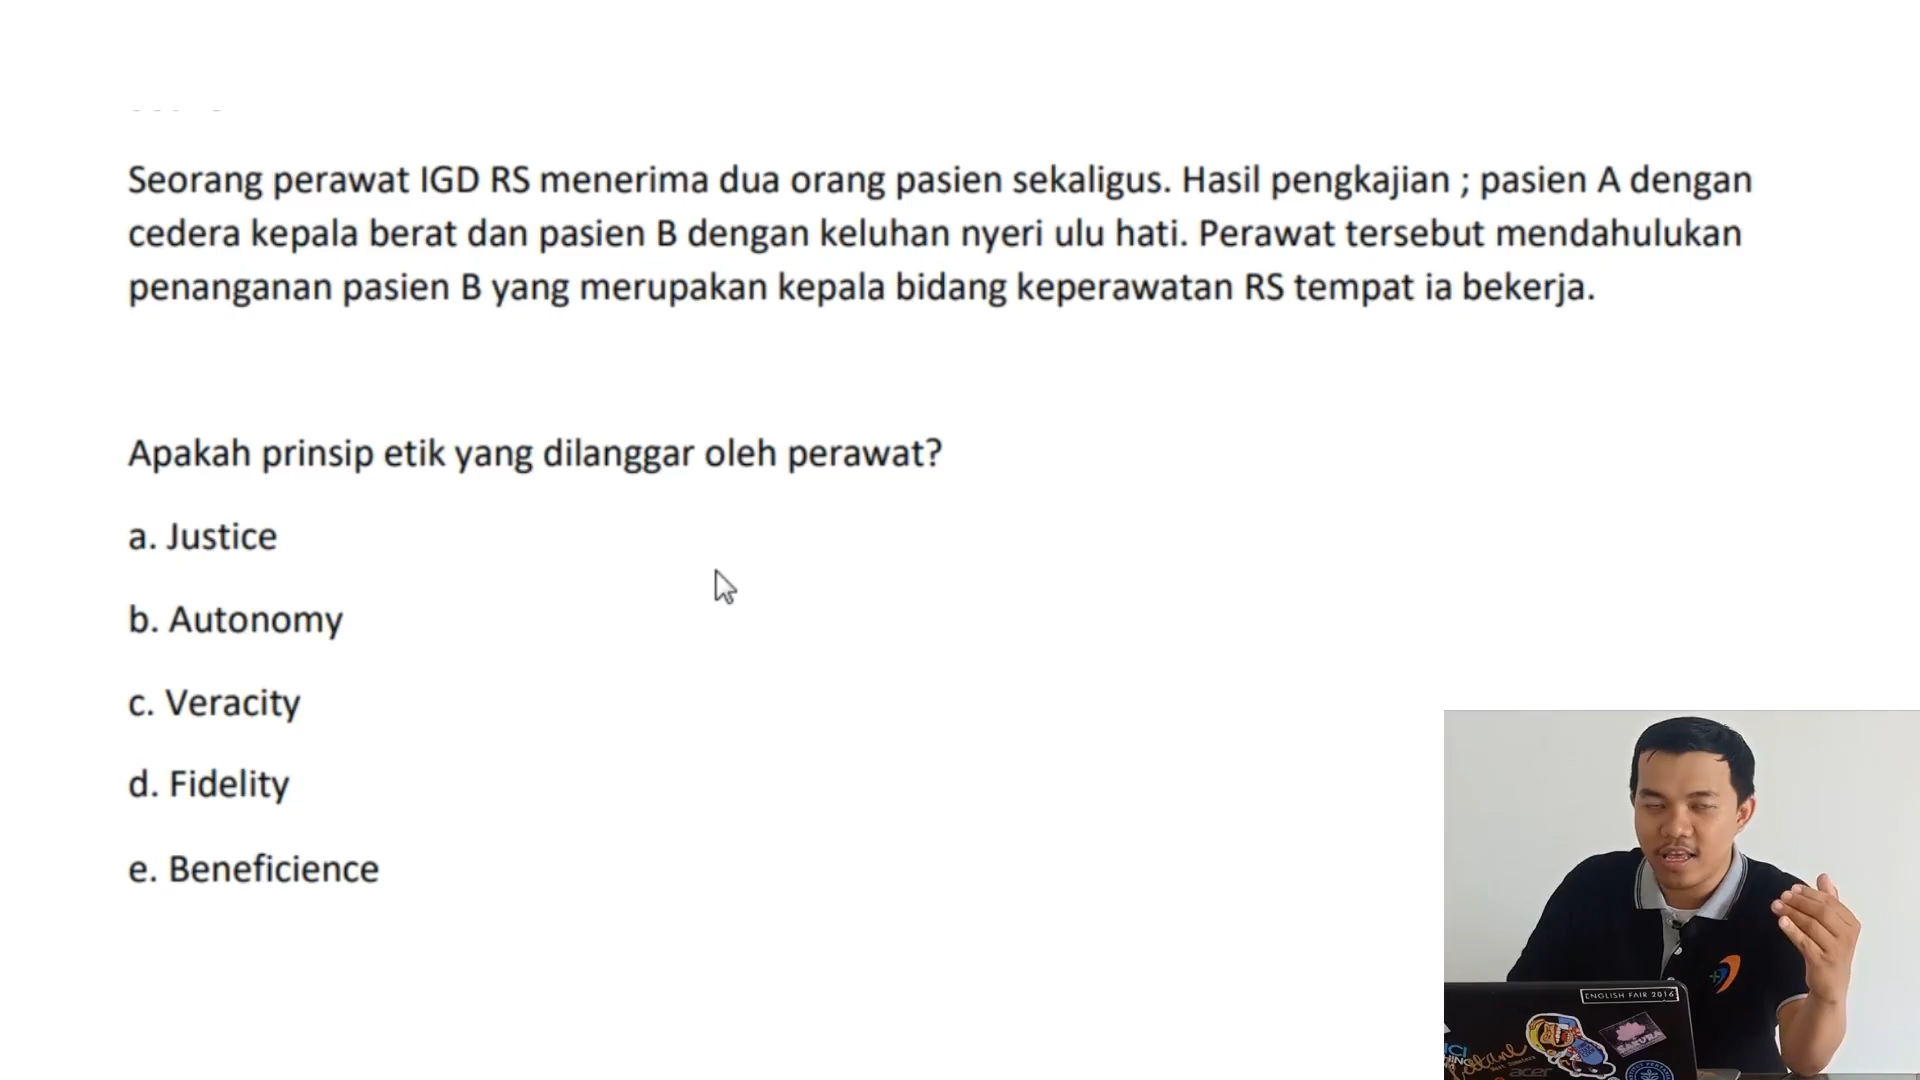 Seorang perawat IGD RS menerima dua orang pasien sekaligus. Hasil pengkajian ; pasien A dengan
cedera kepala berat dan pasien B dengan keluhan nyeri ulu hati. Perawat tersebut mendahulukan
penanganan pasien B yang merupakan kepala bidang keperawatan RS tempat ia bekerja.
Apakah prinsip etik yang dilanggar oleh perawat?
a. Justice
b. Autonomy
c. Veracity
d. Fidelity
e. Beneficience
ENGLISH FAIR 2016
SAKURA
acer